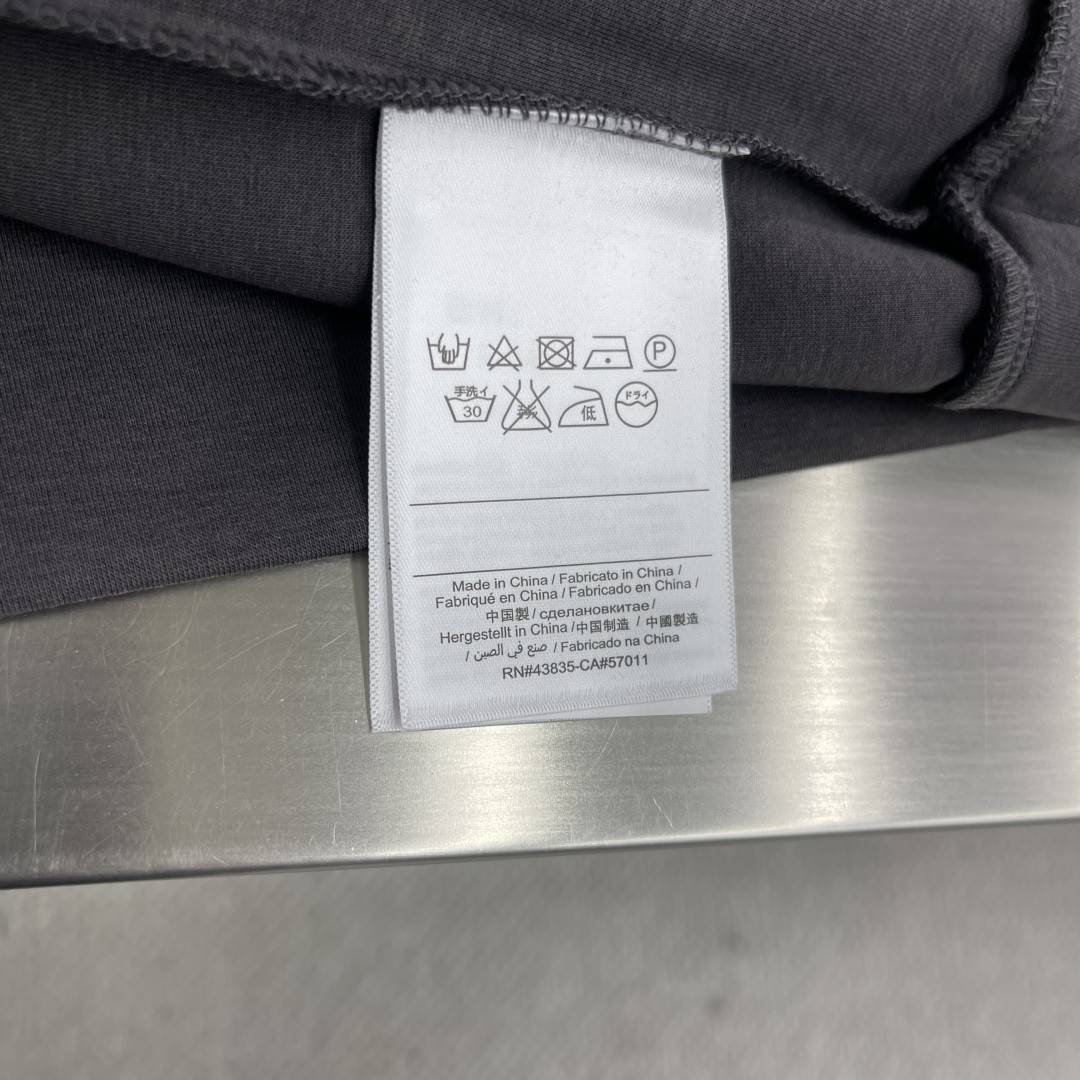 P
手洗イ
30
低
ドライ
Made in China / Fabricato in China /
Fabriqué en China / Fabricado en China /
中国製 / сделановкитае /
Hergestellt in China /中国制造 / 中國製造
/ صنع في الصين / Fabricado na China
RN#43835-CA#57011